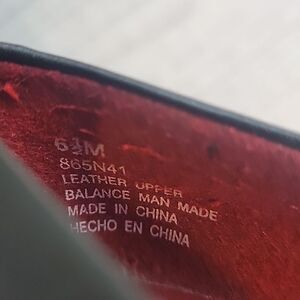 6½M
865N41
LEATHER UPPER
BALANCE MAN MADE
MADE IN CHINA
HECHO EN CHINA